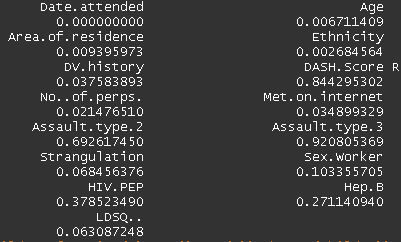 Date.attended Age
0.000000000 0.006711409
Area.of.residence Ethnicity
0.009395973 0.002684564
DV.history DASH.Score R
0.037583893 0.844295302
No..of.perps. Met.on.internet
0.021476510 0.034899329
Assault.type.2 Assault.type.3
0.692617450 0.920805369
Strangulation Sex.Worker
0.068456376 0.103355705
HIV.PEP Hep.B
0.378523490 0.271140940
LDSQ..
0.063087248